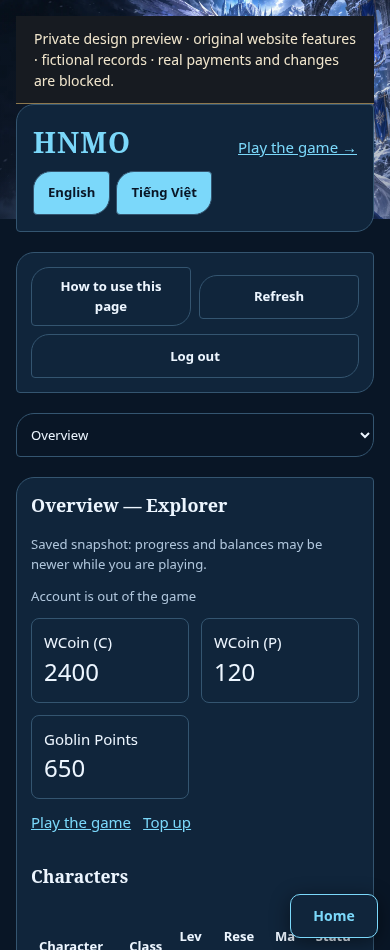 Private design preview · original website features
· fictional records · real payments and changes
are blocked.
HNMO
Play the game →
English
Tiếng Việt
How to use this
page
Refresh
Log out
Overview
Overview — Explorer
Saved snapshot: progress and balances may be
newer while you are playing.
Account is out of the game
WCoin (C)
2400
WCoin (P)
120
Goblin Points
650
Play the game
Top up
Characters
Home
Character
Class
Lev
Rese
Ma